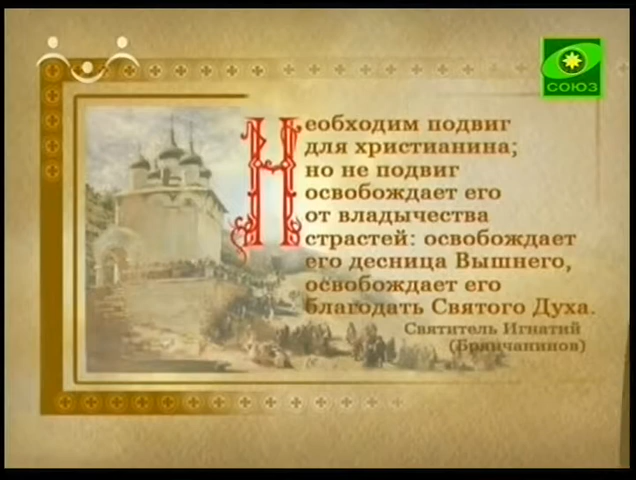 СОЮЗ
Необходим подвиг
для христианина;
но не подвиг
освобождает его
от владычества
страстей: освобождает
его десница Вышнего,
освобождает его
благодать Святого Духа.
Святитель Игнатий
(Брянчанинов)